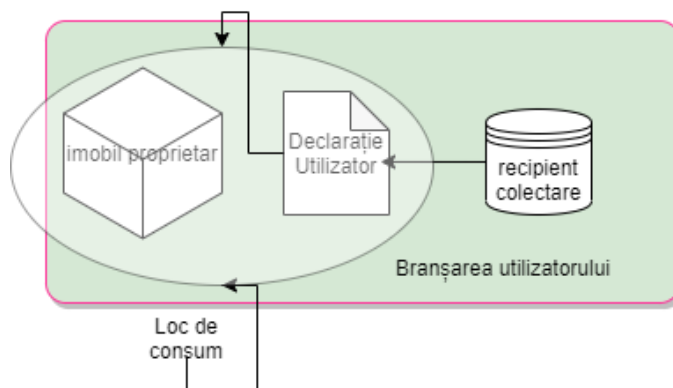 imobil proprietar
Declarație
Utilizator
recipient
colectare
Branșarea utilizatorului
Loc de
consum